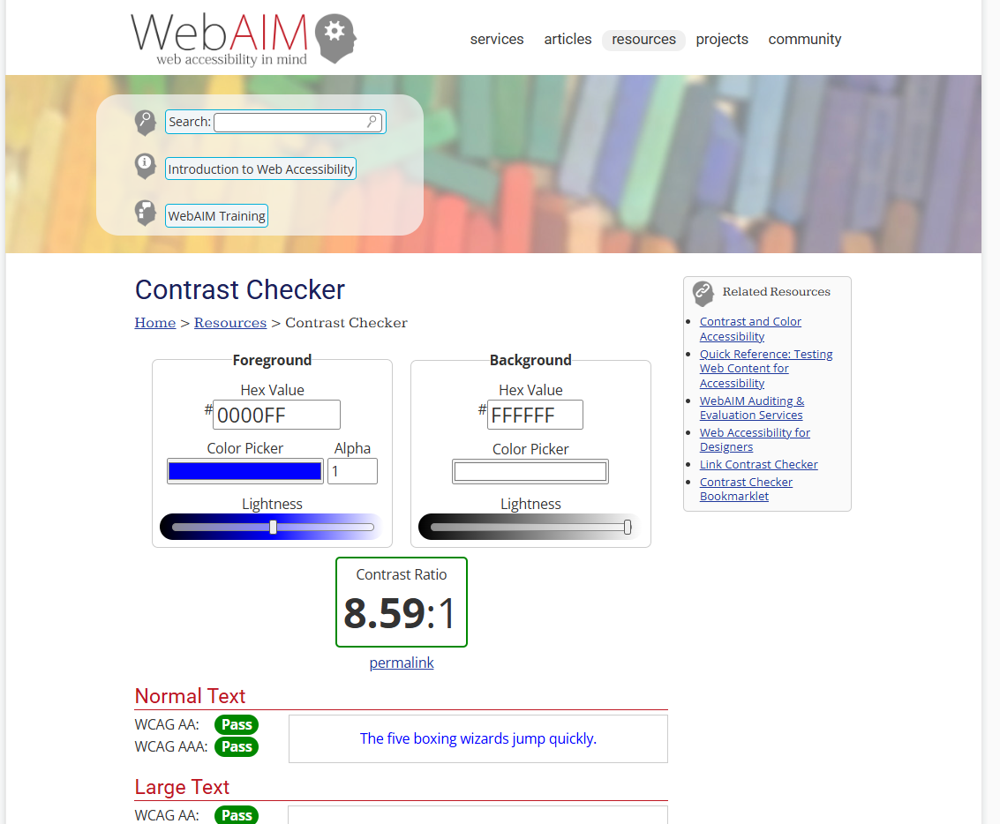 WebAIM
web accessibility in mind
services articles resources projects community
Search:
Introduction to Web Accessibility
WebAIM Training
Contrast Checker
Home > Resources > Contrast Checker
Foreground
Hex Value
# 0000FF
Color Picker Alpha
1
Lightness
Background
Hex Value
# FFFFFF
Color Picker
Lightness
Contrast Ratio
8.59:1
permalink
Normal Text
WCAG AA: Pass
WCAG AAA: Pass
The five boxing wizards jump quickly.
Large Text
WCAG AA: Pass
Related Resources
Contrast and Color
Accessibility
Quick Reference: Testing
Web Content for
Accessibility
WebAIM Auditing &
Evaluation Services
Web Accessibility for
Designers
Link Contrast Checker
Contrast Checker
Bookmarklet